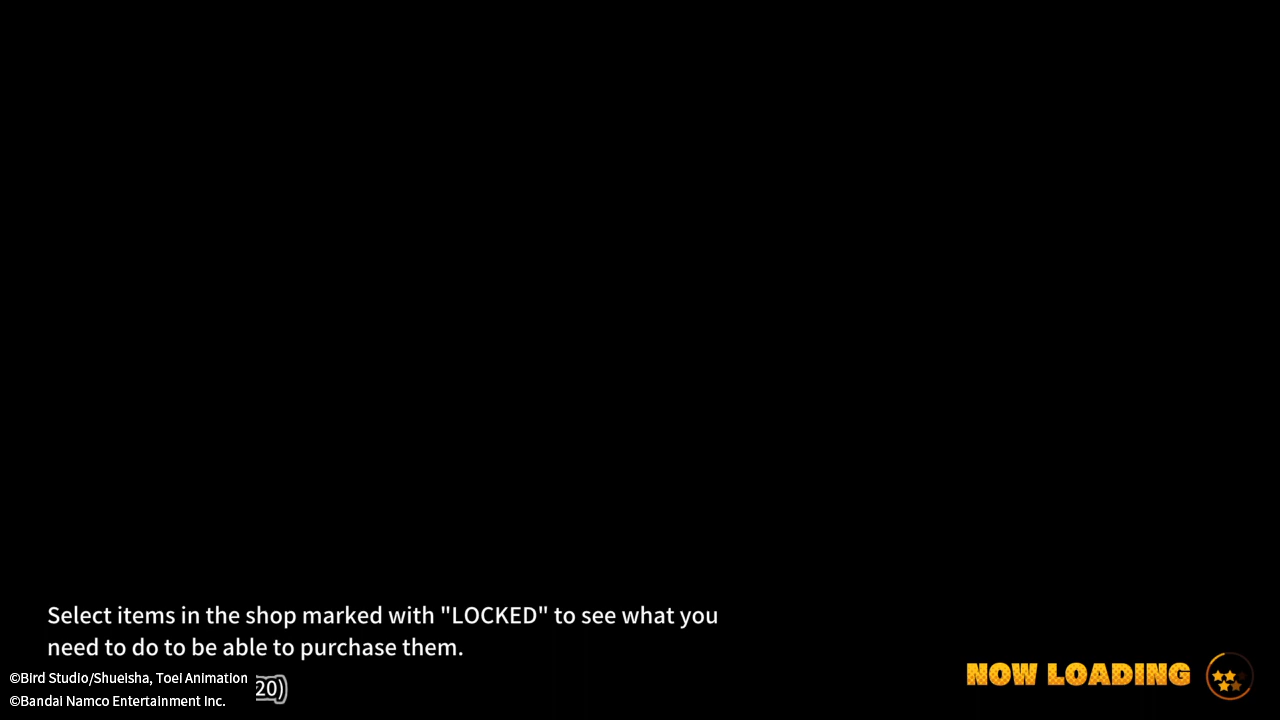 Select items in the shop marked with "LOCKED" to see what you
need to do to be able to purchase them.
©Bird Studio/Shueisha, Toei Animation
20)
©Bandai Namco Entertainment Inc.
NOW LOADING